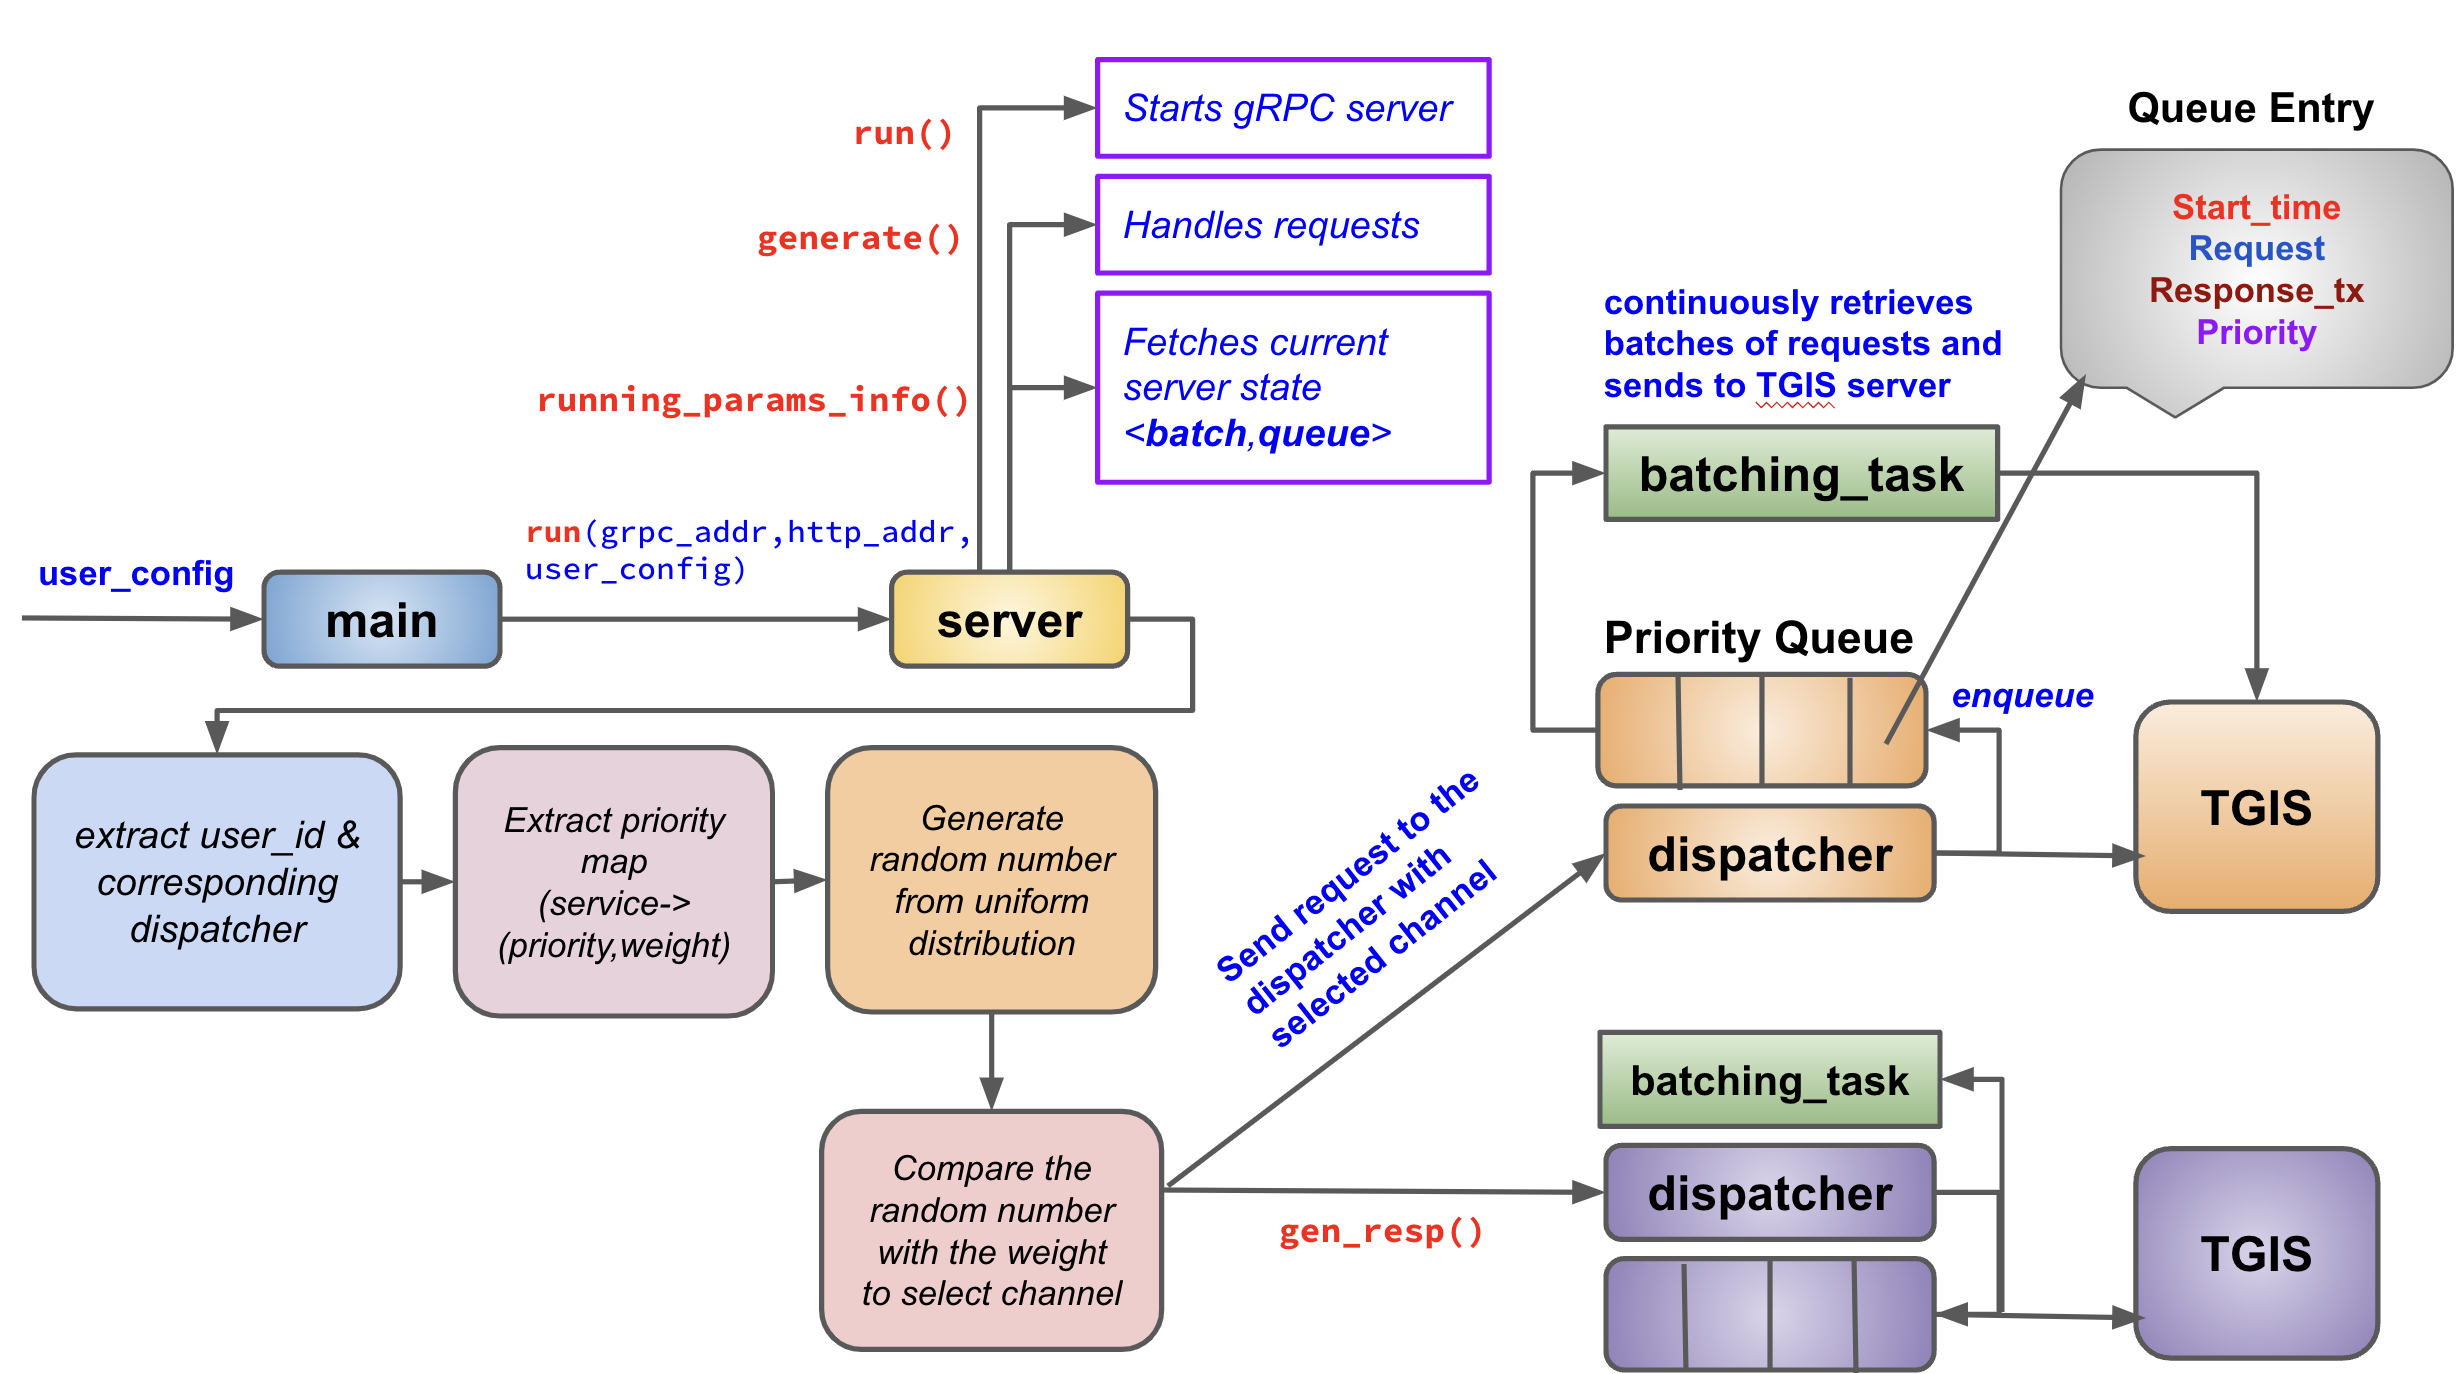 Starts gRPC server
run()
Handles requests
generate()
Fetches current
server state
<batch,queue>
running_params_info()
run(grpc_addr,http_addr,
user_config)
user_config
main
server
extract user_id &
corresponding
dispatcher
Extract priority
map
(service->
(priority,weight)
Generate
random number
from uniform
distribution
Compare the
random number
with the weight
to select channel
Send request to the
dispatcher with
selected channel
gen_resp()
Queue Entry
Start_time
Request
Response_tx
Priority
continuously retrieves
batches of requests and
sends to TGIS server
batching_task
Priority Queue
enqueue
dispatcher
TGIS
batching_task
dispatcher
TGIS